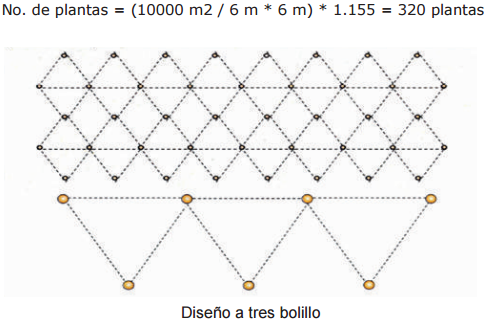 No. de plantas = (10000 m2 / 6 m * 6 m) * 1.155 = 320 plantas
Diseño a tres bolillo